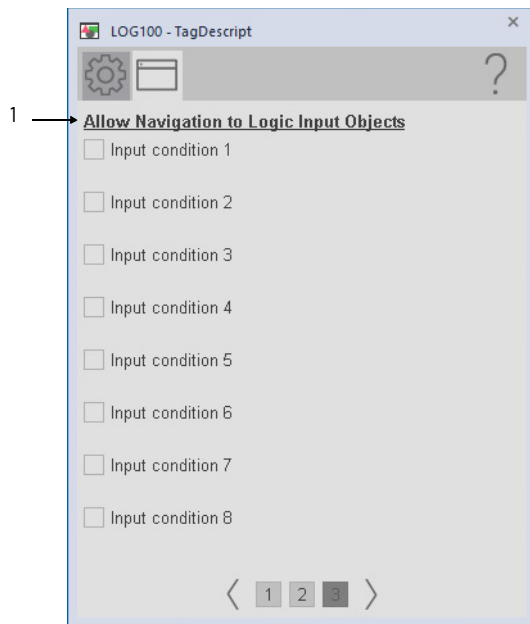 LOG100 - TagDescript
1
Allow Navigation to Logic Input Objects
Input condition 1
Input condition 2
Input condition 3
Input condition 4
Input condition 5
Input condition 6
Input condition 7
Input condition 8
1 2 3